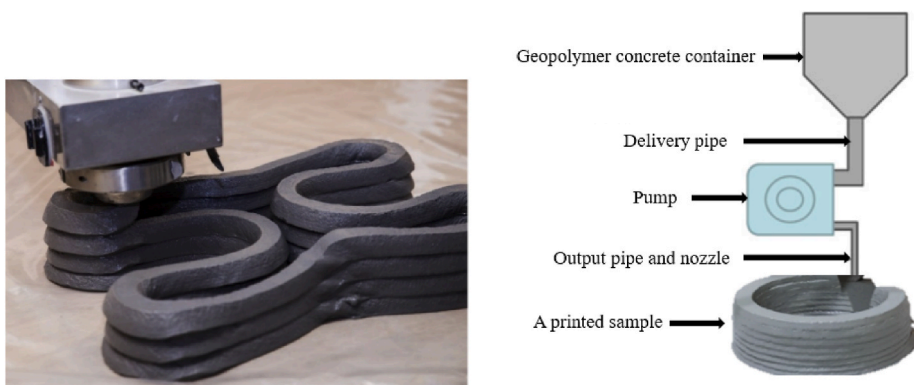 Geopolymer concrete container
Delivery pipe
Pump
Output pipe and nozzle
A printed sample